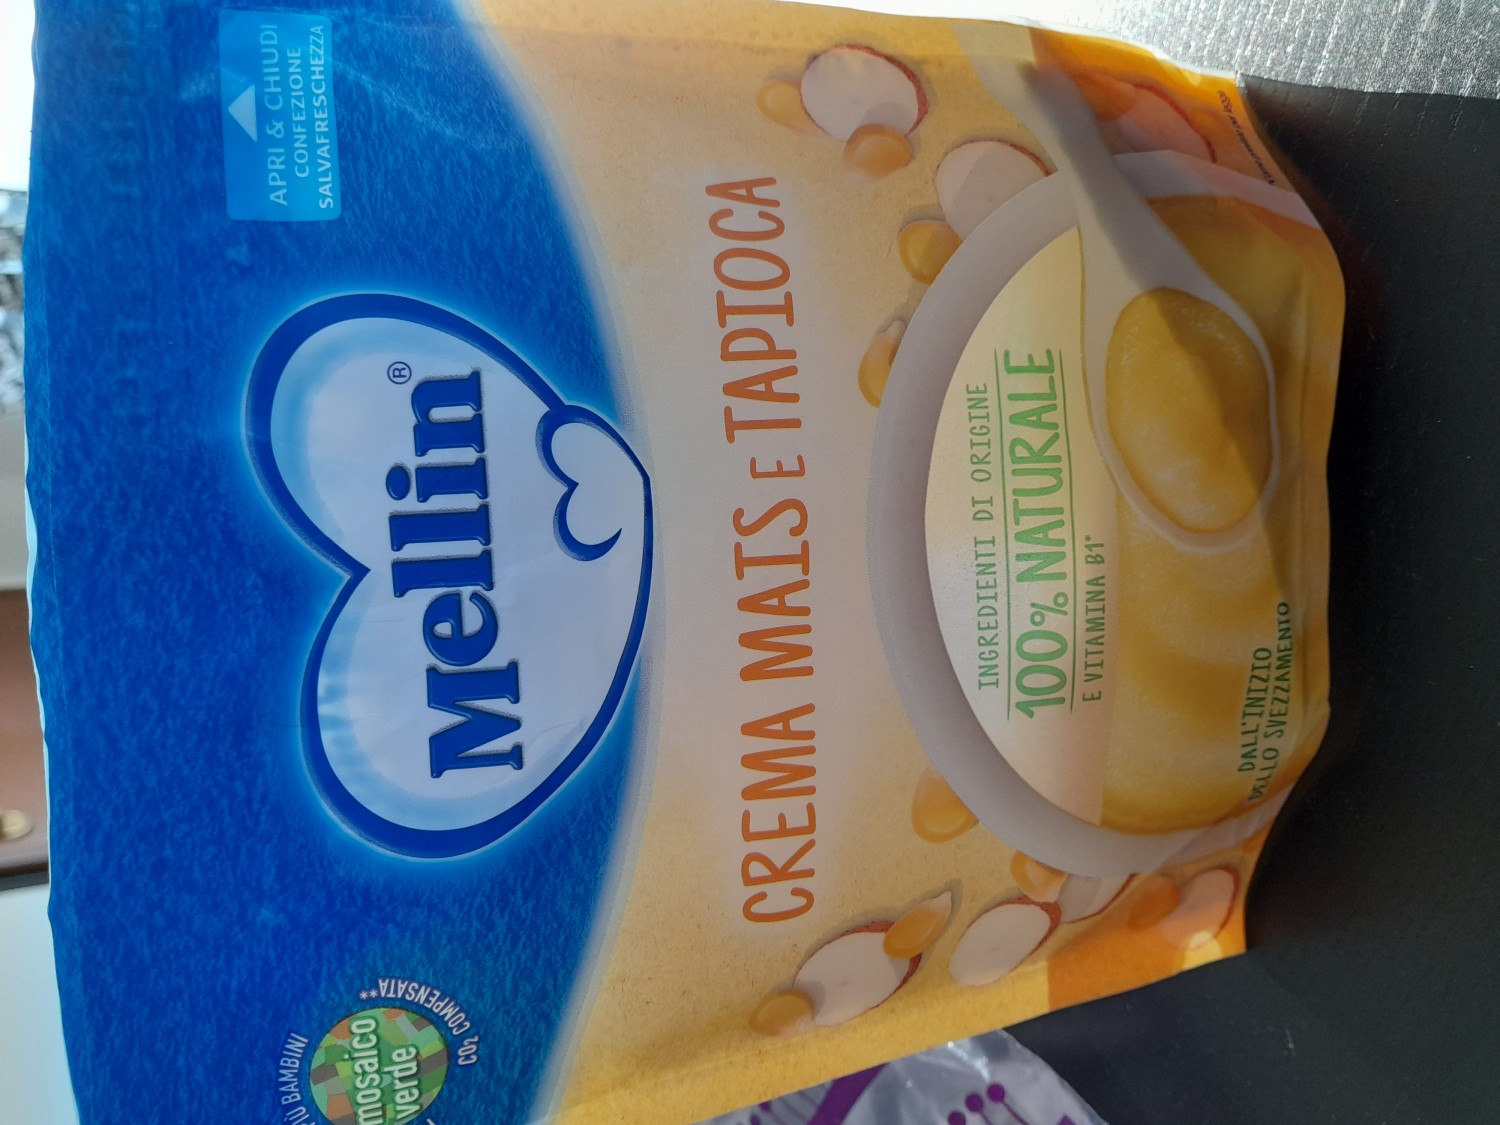 APRI & CHIUDI
CONFEZIONE
SALVAFRESCHEZZA
Mellin®
BAMBINI
mosaico
verde
CO₂ COMPENSATA**
CREMA MAIS E TAPIOCA
INGREDIENTI DI ORIGINE
100% NATURALE
E VITAMINA B1*
DALL'INIZIO
DELLO SVEZZAMENTO